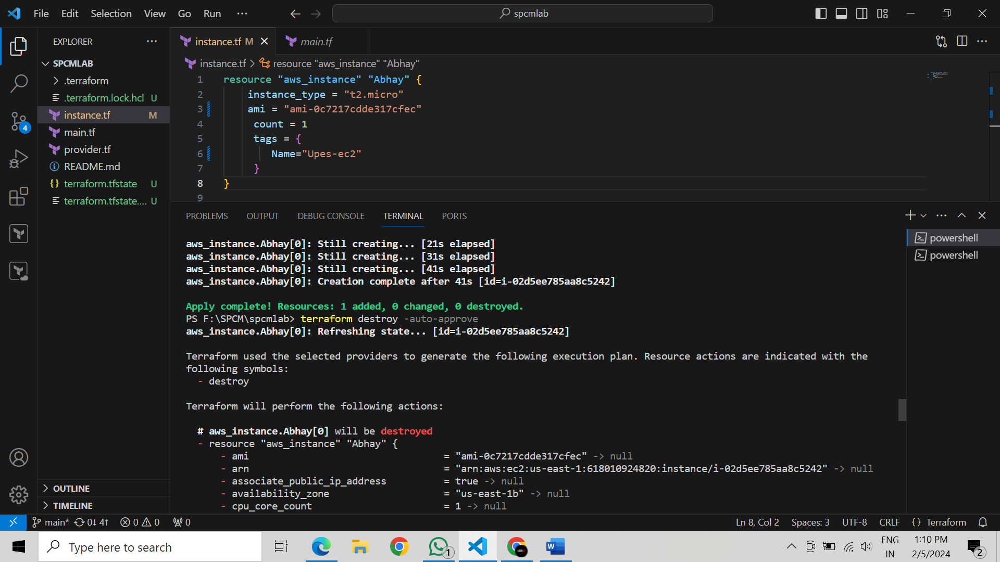 File Edit Selection View Go Run ··· spcmlab
EXPLORER ···
SPCMLAB
.terraform
.terraform.lock.hcl U
instance.tf M
main.tf
provider.tf
README.md
terraform.tfstate U
terraform.tfstate.... U
OUTLINE
TIMELINE
4
instance.tf M main.tf
instance.tf > resource "aws_instance" "Abhay"
1 resource "aws_instance" "Abhay" {
2 instance_type = "t2.micro"
3 ami = "ami-0c7217cdde317cfec"
4 count = 1
5 tags = {
6 Name="Upes-ec2"
7 }
8 }
9
PROBLEMS OUTPUT DEBUG CONSOLE TERMINAL PORTS
powershell
powershell
aws_instance.Abhay[0]: Still creating... [21s elapsed]
aws_instance.Abhay[0]: Still creating... [31s elapsed]
aws_instance.Abhay[0]: Still creating... [41s elapsed]
aws_instance.Abhay[0]: Creation complete after 41s [id=i-02d5ee785aa8c5242]
Apply complete! Resources: 1 added, 0 changed, 0 destroyed.
PS F:\SPCM\spcmlab> terraform destroy -auto-approve
aws_instance.Abhay[0]: Refreshing state... [id=i-02d5ee785aa8c5242]
Terraform used the selected providers to generate the following execution plan. Resource actions are indicated with the
following symbols:
- destroy
Terraform will perform the following actions:
# aws_instance.Abhay[0] will be destroyed
- resource "aws_instance" "Abhay" {
- ami = "ami-0c7217cdde317cfec" -> null
- arn = "arn:aws:ec2:us-east-1:618010924820:instance/i-02d5ee785aa8c5242" -> null
- associate_public_ip_address = true -> null
- availability_zone = "us-east-1b" -> null
- cpu_core_count = 1 -> null
main* 0↓ 4↑ 0 0 0 Ln 8, Col 2 Spaces: 3 UTF-8 CRLF {} Terraform
Type here to search
1
ENG
IN
1:10 PM
2/5/2024
2